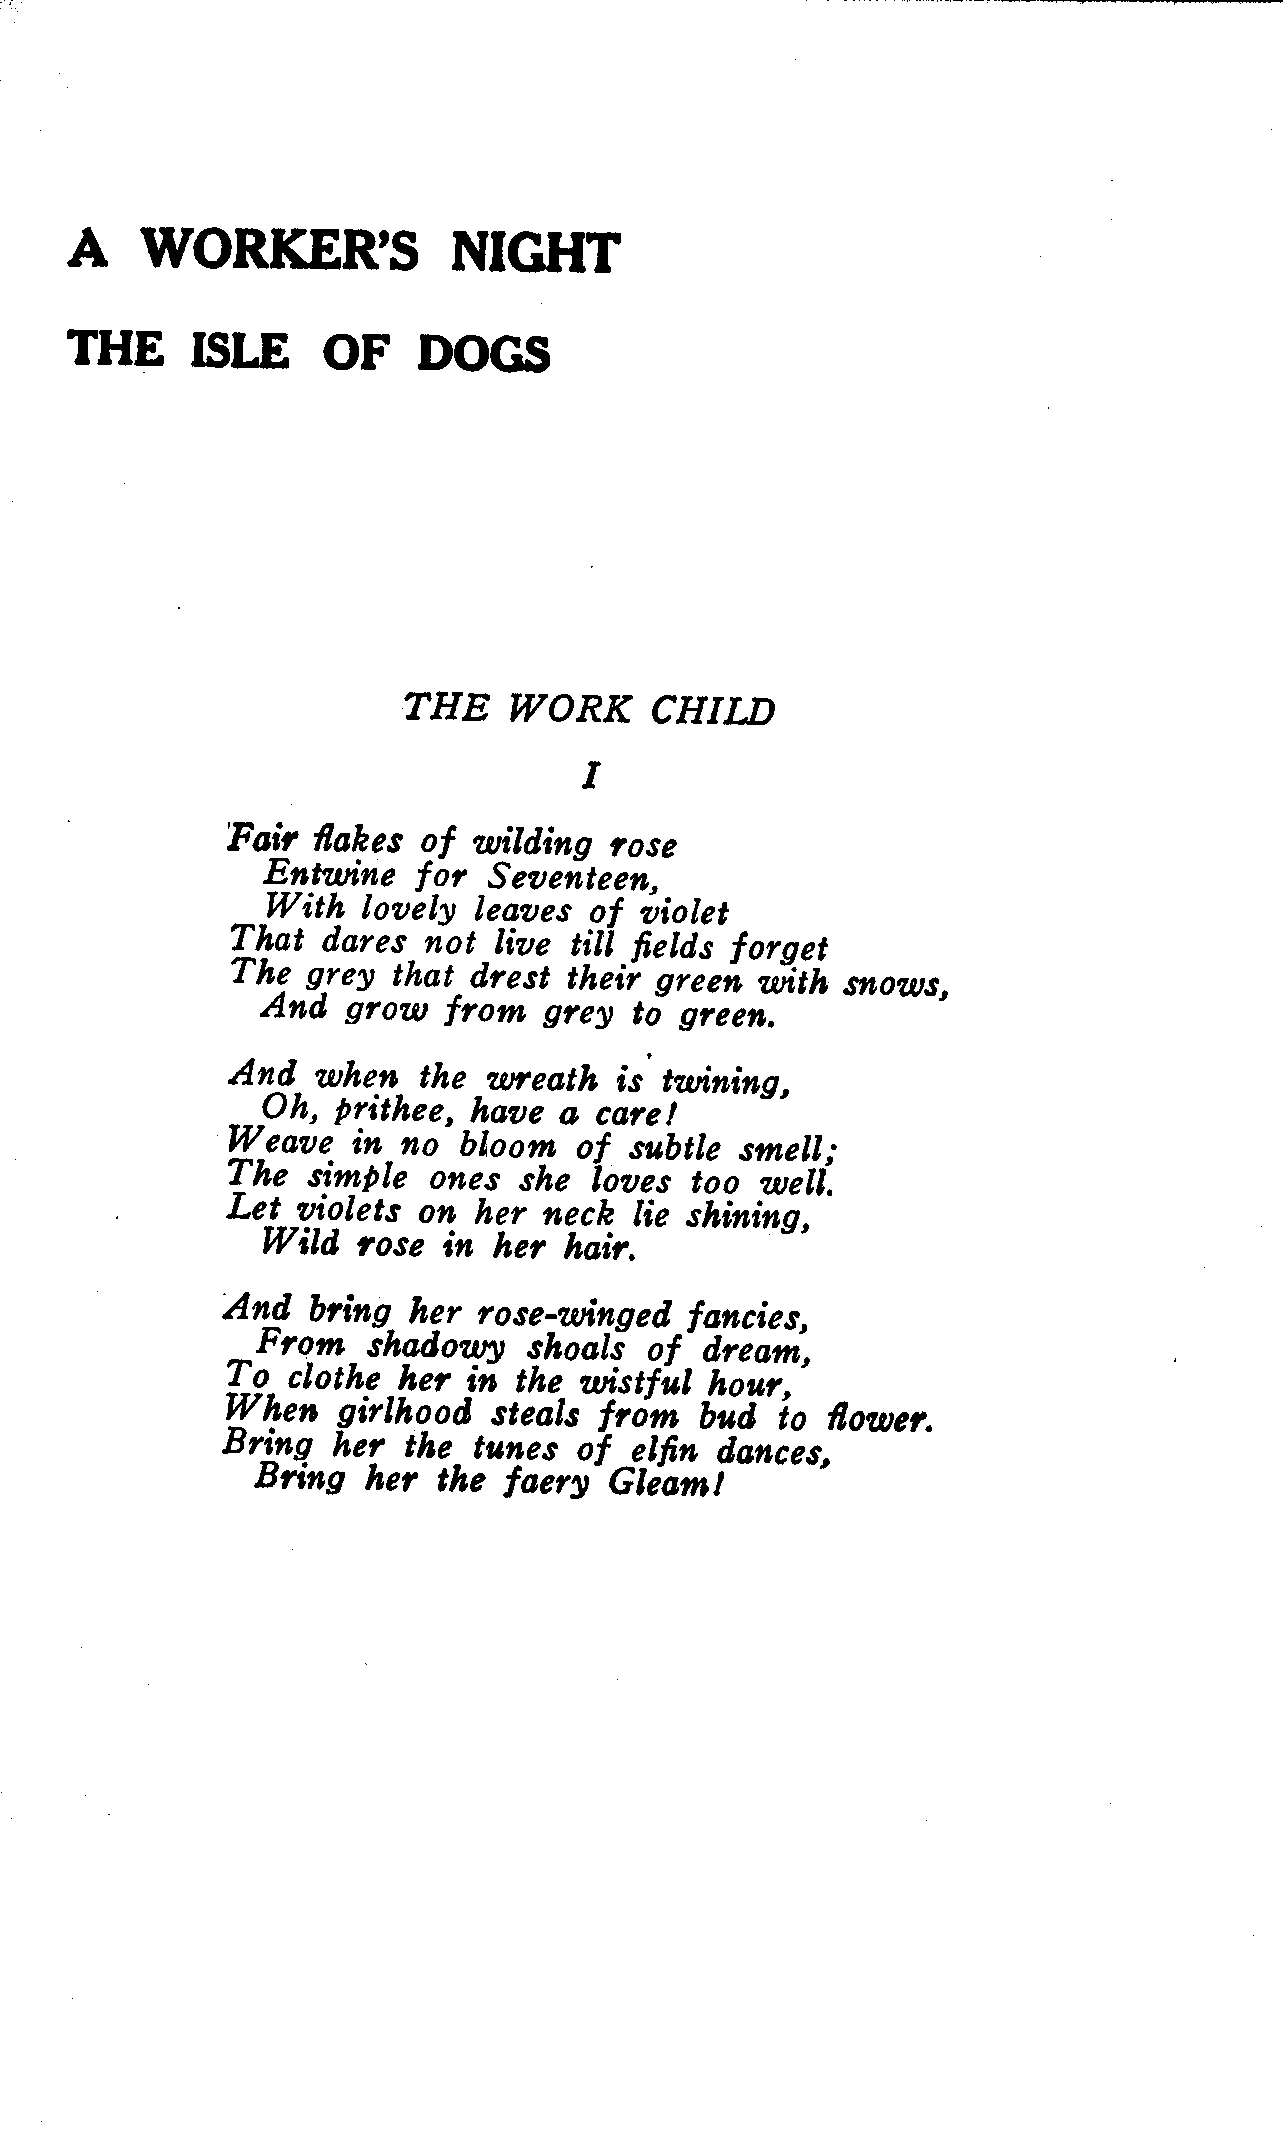 A WORKER'S NIGHT
THE ISLE OF DOGS
THE WORK CHILD
I
Fair flakes of wilding rose
Entwine for Seventeen,
With lovely leaves of violet
That dares not live till fields forget
The grey that drest their green with snows,
And grow from grey to green.
And when the wreath is twining,
Oh, prithee, have a care!
Weave in no bloom of subtle smell;
The simple ones she loves too well.
Let violets on her neck lie shining,
Wild rose in her hair.
And bring her rose-winged fancies,
From shadowy shoals of dream,
To clothe her in the wistful hour,
When girlhood steals from bud to flower.
Bring her the tunes of elfin dances,
Bring her the faery Gleam!